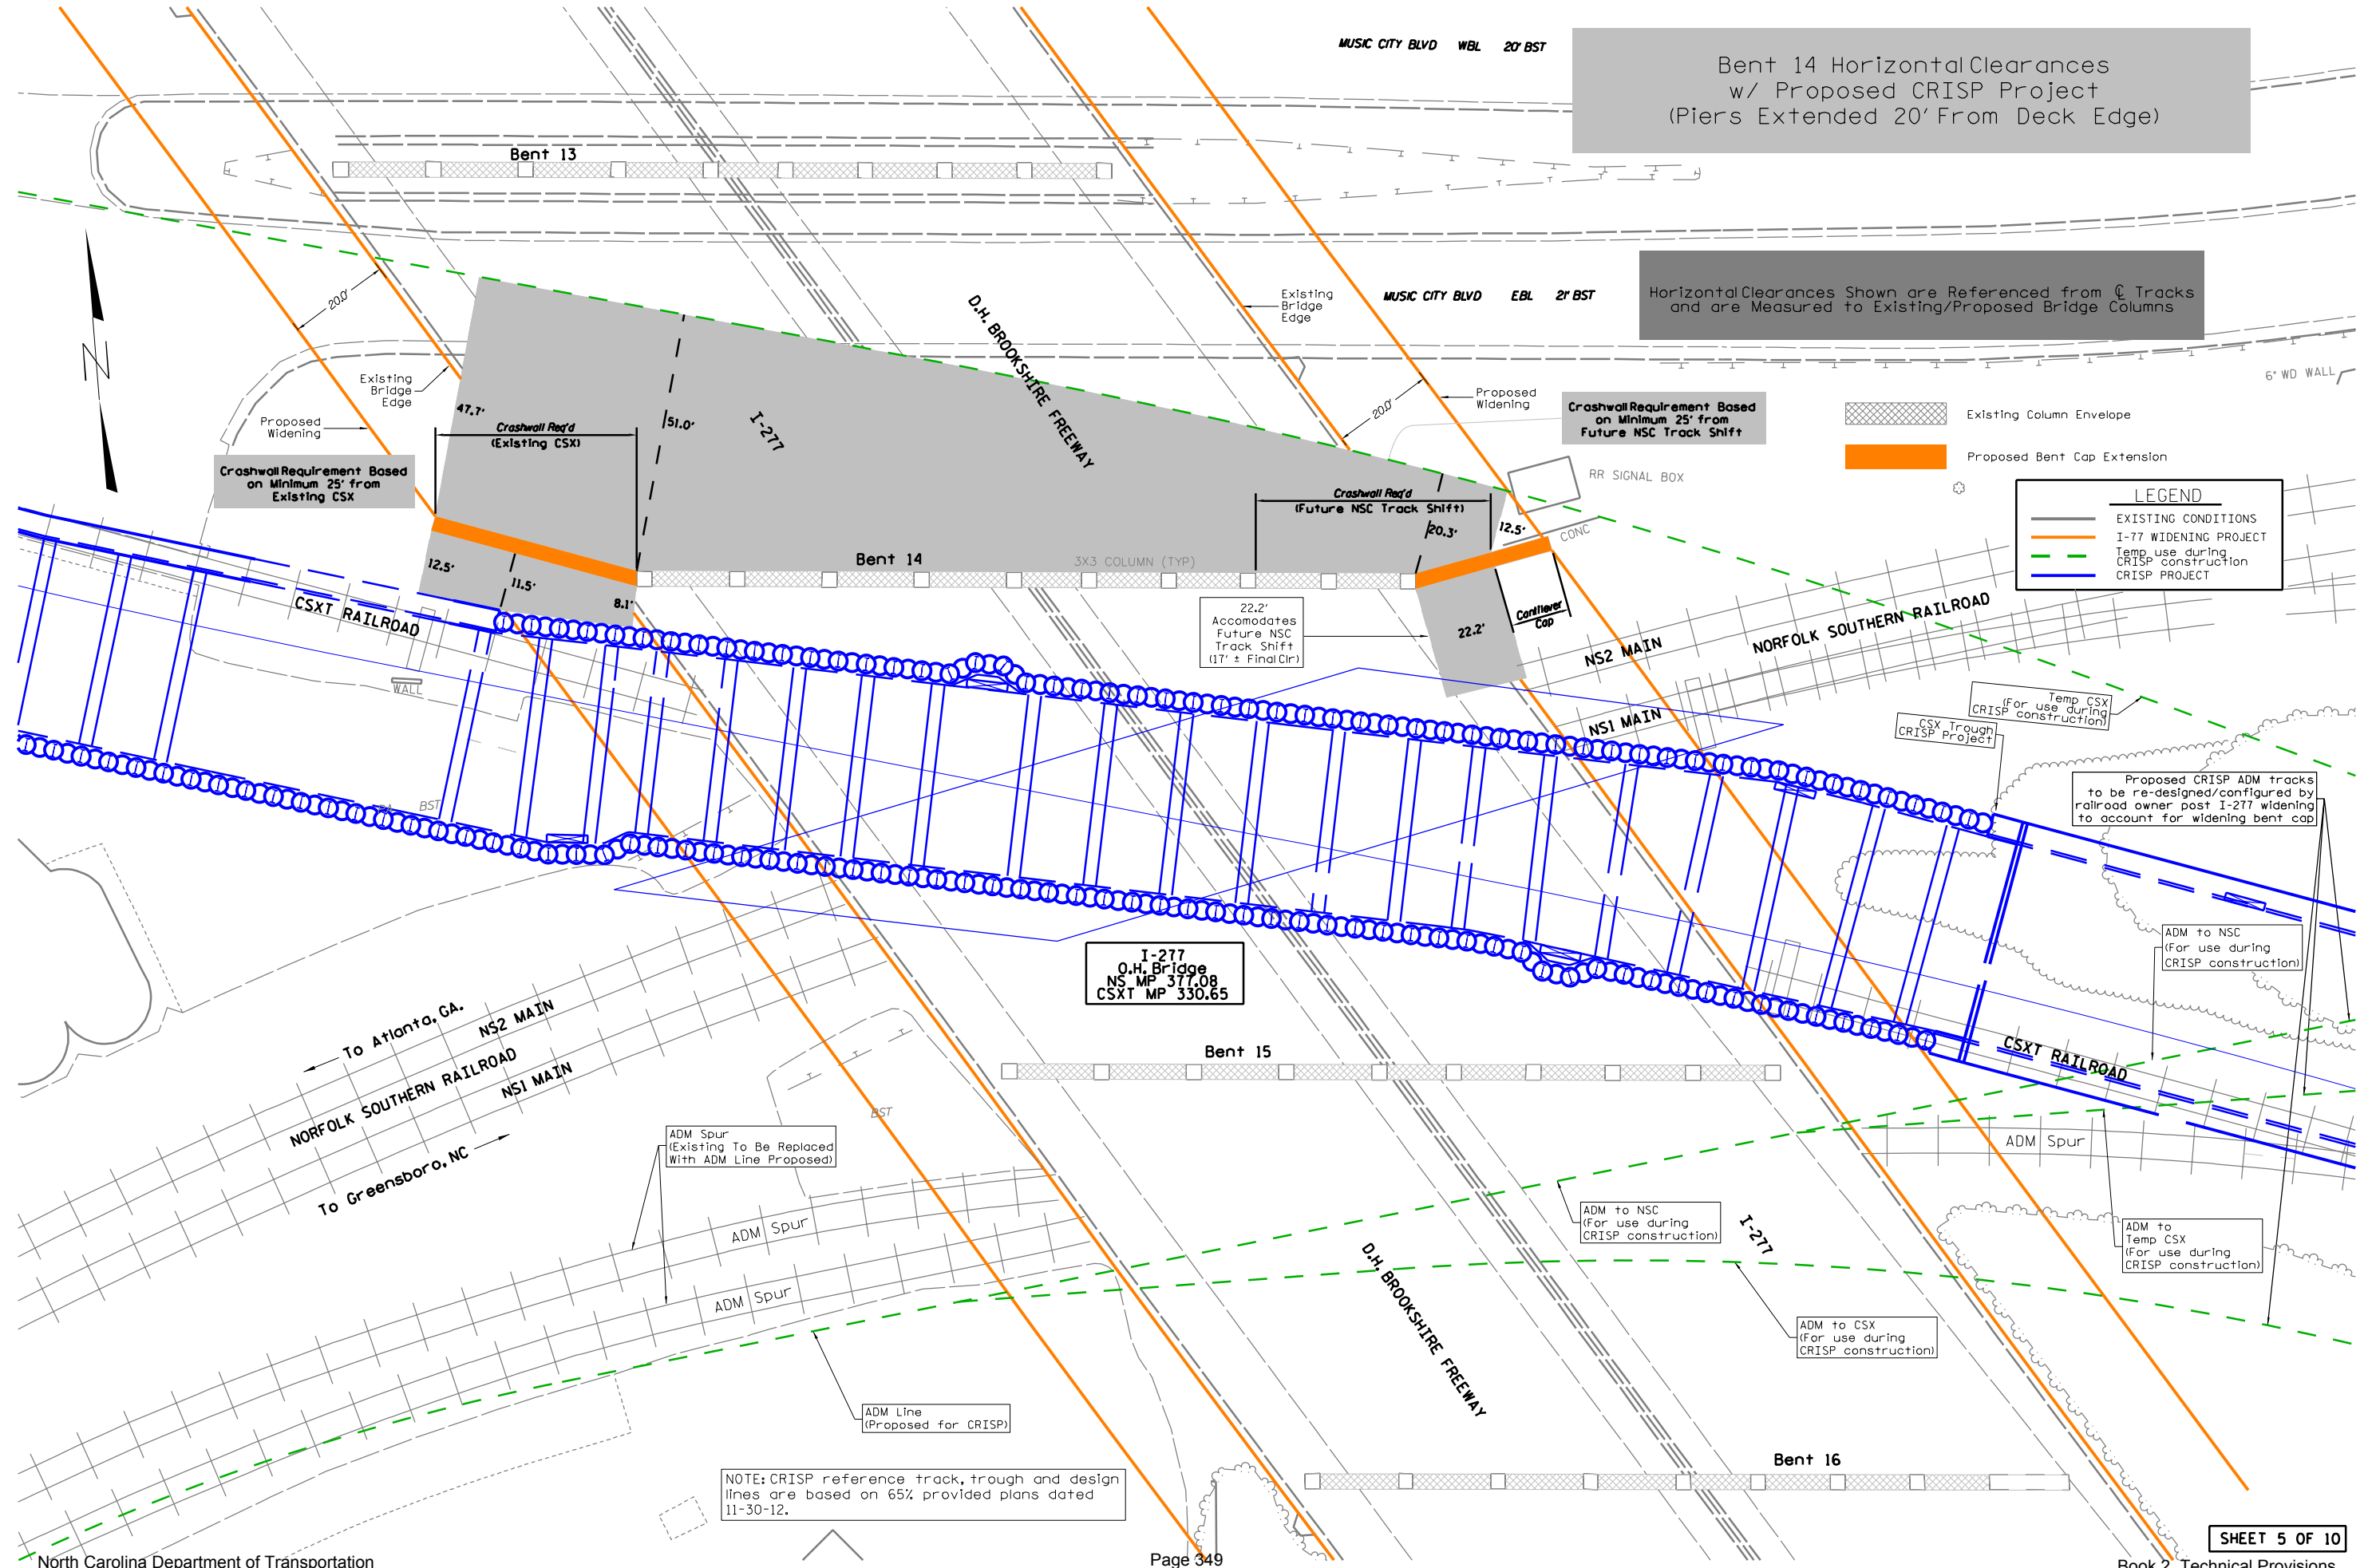 MUSIC CITY BLVD WBL 20' BST
Bent 14 Horizontal Clearances
w/ Proposed CRISP Project
(Piers Extended 20' From Deck Edge)
Bent 13
20.0'
N
D.H. BROOKSHIRE FREEWAY
Existing
Bridge
Edge
MUSIC CITY BLVD EBL 21' BST
Horizontal Clearances Shown are Referenced from ℄ Tracks
and are Measured to Existing/Proposed Bridge Columns
6" WD WALL
Existing
Bridge
Edge
Proposed
Widening
47.7'
Crashwall Req'd
(Existing CSX)
51.0'
I-277
20.0'
Proposed
Widening
Crashwall Requirement Based
on Minimum 25' from
Future NSC Track Shift
Existing Column Envelope
Proposed Bent Cap Extension
Crashwall Requirement Based
on Minimum 25' from
Existing CSX
RR SIGNAL BOX
LEGEND
EXISTING CONDITIONS
I-77 WIDENING PROJECT
Temp use during
CRISP construction
CRISP PROJECT
Crashwall Req'd
(Future NSC Track Shift)
20.3'
12.5'
CONC
Bent 14
3X3 COLUMN (TYP)
12.5'
11.5'
8.1'
CSXT RAILROAD
WALL
22.2'
Accomodates
Future NSC
Track Shift
(17' ± Final Clr)
22.2'
Cantilever
Cap
NS2 MAIN
NORFOLK SOUTHERN RAILROAD
NS1 MAIN
Temp CSX
(For use during
CRISP construction)
CSX Trough
CRISP Project
Proposed CRISP ADM tracks
to be re-designed/configured by
railroad owner post I-277 widening
to account for widening bent cap
BST
ADM to NSC
(For use during
CRISP construction)
I-277
O.H. Bridge
NS MP 377.08
CSXT MP 330.65
To Atlanta, GA.
NS2 MAIN
NORFOLK SOUTHERN RAILROAD
NS1 MAIN
To Greensboro, NC
Bent 15
CSXT RAILROAD
BST
ADM Spur
(Existing To Be Replaced
With ADM Line Proposed)
ADM Spur
ADM Spur
ADM Spur
ADM to NSC
(For use during
CRISP construction)
I-277
ADM to
Temp CSX
(For use during
CRISP construction)
D.H. BROOKSHIRE FREEWAY
ADM to CSX
(For use during
CRISP construction)
ADM Line
(Proposed for CRISP)
Bent 16
NOTE: CRISP reference track, trough and design
lines are based on 65% provided plans dated
11-30-12.
SHEET 5 OF 10
North Carolina Department of Transportation
Page 349
Book 2, Technical Provisions